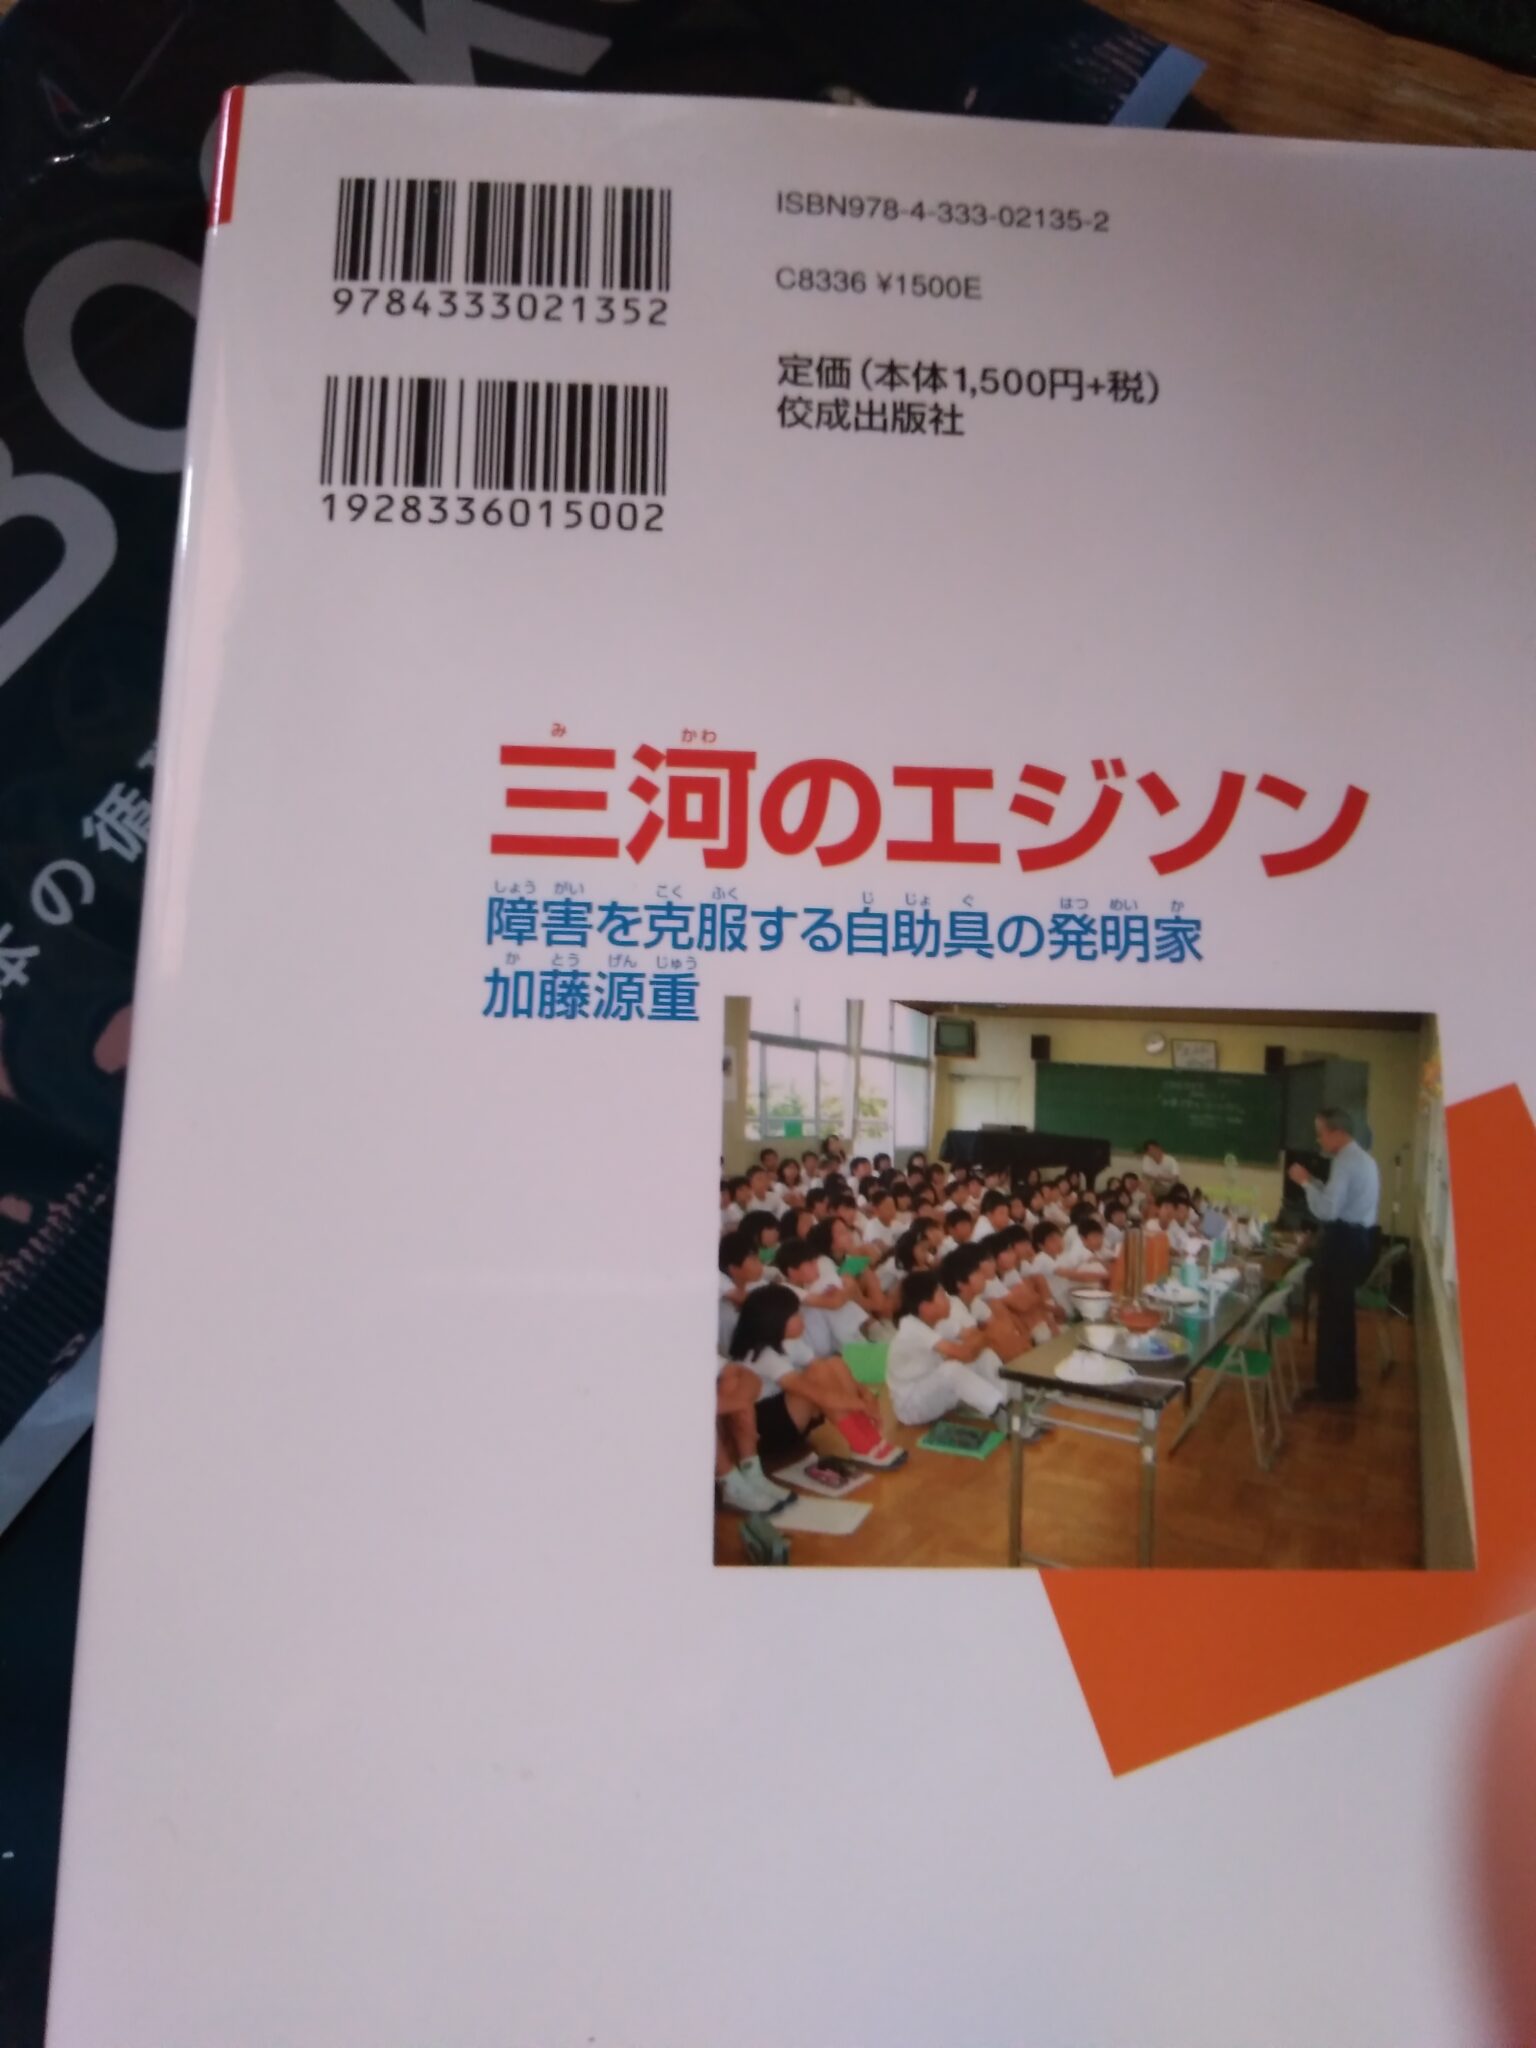 ISBN978-4-333-02135-2
C8336 ¥1500E
9784333021352
定価(本体1,500円+税)
佼成出版社
1928336015002
み かわ
三河のエジソン
しょう がい こく ふく じ じょ ぐ はつ めい か
障害を克服する自助具の発明家
か とう げん じゅう
加藤源重
BOOK
本の循